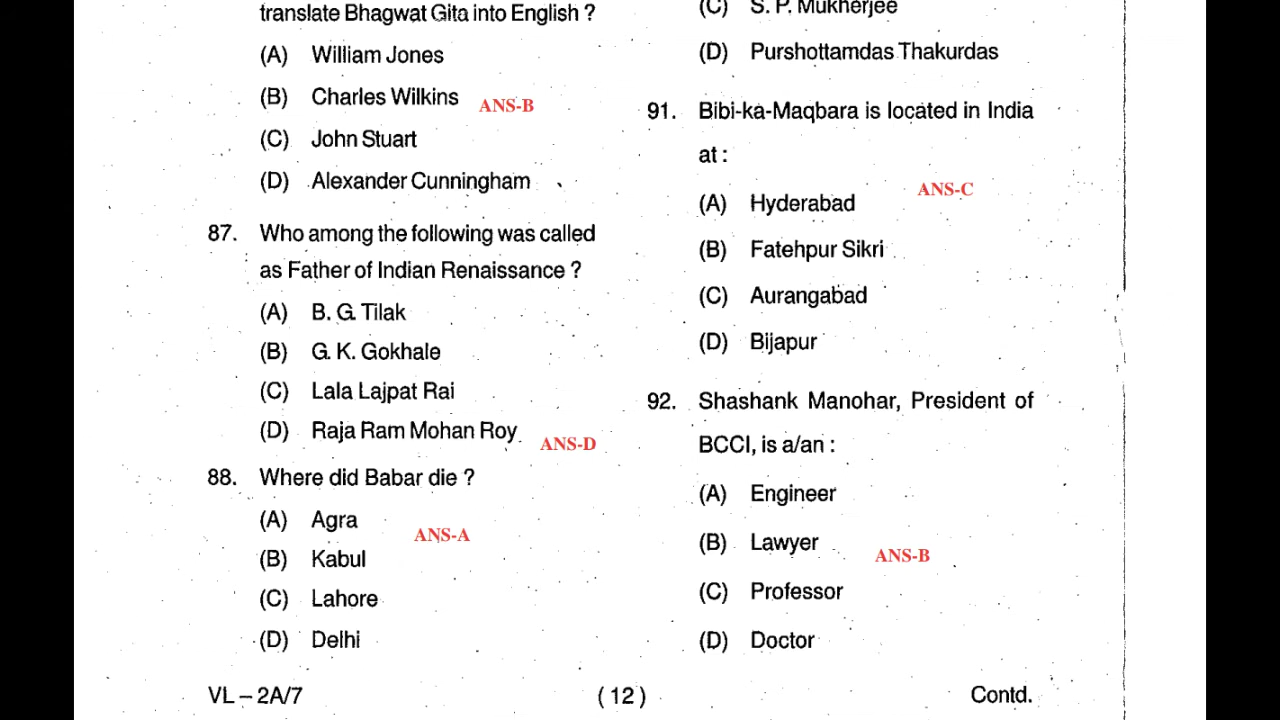 translate Bhagwat Gita into English ?
(A) William Jones
(B) Charles Wilkins ANS-B
(C) John Stuart
(D) Alexander Cunningham
87. Who among the following was called
as Father of Indian Renaissance ?
(A) B. G. Tilak
(B) G. K. Gokhale
(C) Lala Lajpat Rai
(D) Raja Ram Mohan Roy ANS-D
88. Where did Babar die ?
(A) Agra ANS-A
(B) Kabul
(C) Lahore
(D) Delhi
(C) S. P. Mukherjee
(D) Purshottamdas Thakurdas
91. Bibi-ka-Maqbara is located in India
at :
ANS-C
(A) Hyderabad
(B) Fatehpur Sikri
(C) Aurangabad
(D) Bijapur
92. Shashank Manohar, President of
BCCI, is a/an :
(A) Engineer
(B) Lawyer ANS-B
(C) Professor
(D) Doctor
VL – 2A/7 ( 12 ) Contd.